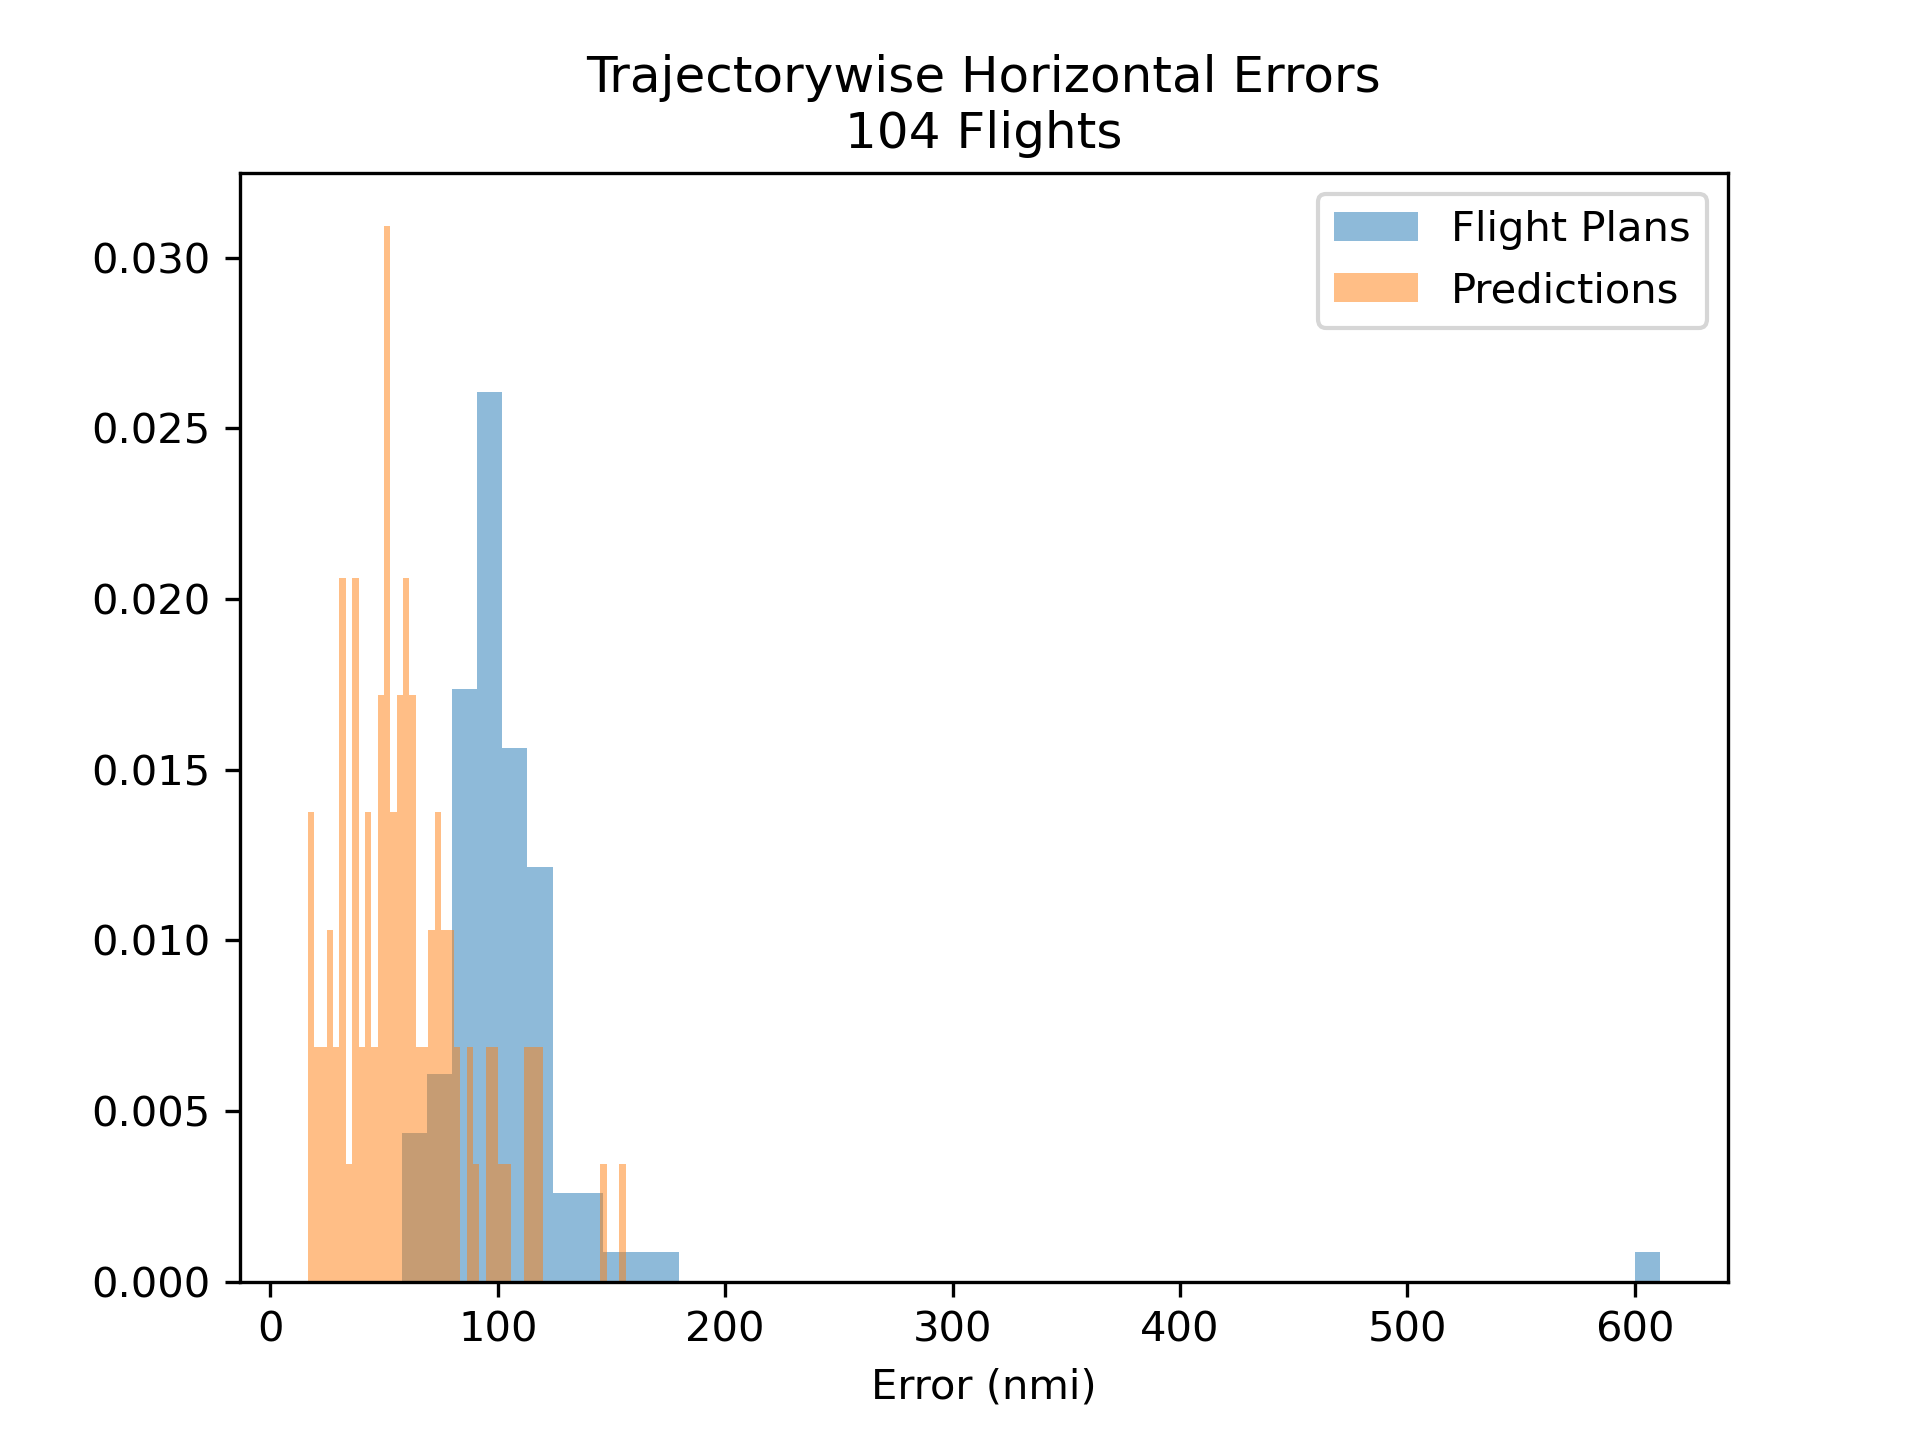 Trajectorywise Horizontal Errors
104 Flights
Flight Plans
Predictions
0.030
0.025
0.020
0.015
0.010
0.005
0.000
0 100 200 300 400 500 600
Error (nmi)